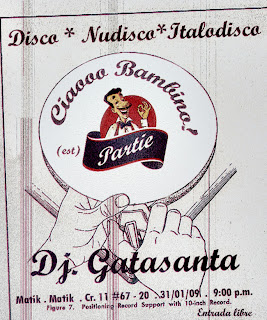 Disco * Nudisco*Italodisco
Ciaooo Bambino!
(est)
Partie
Dj. Gatasanta
Matik . Matik . Cr. 11 #67 - 20 . 31/01/09 . 9:00 p.m.
Figure 7. Positioning Record Support with 10-inch Record.
Entrada libre